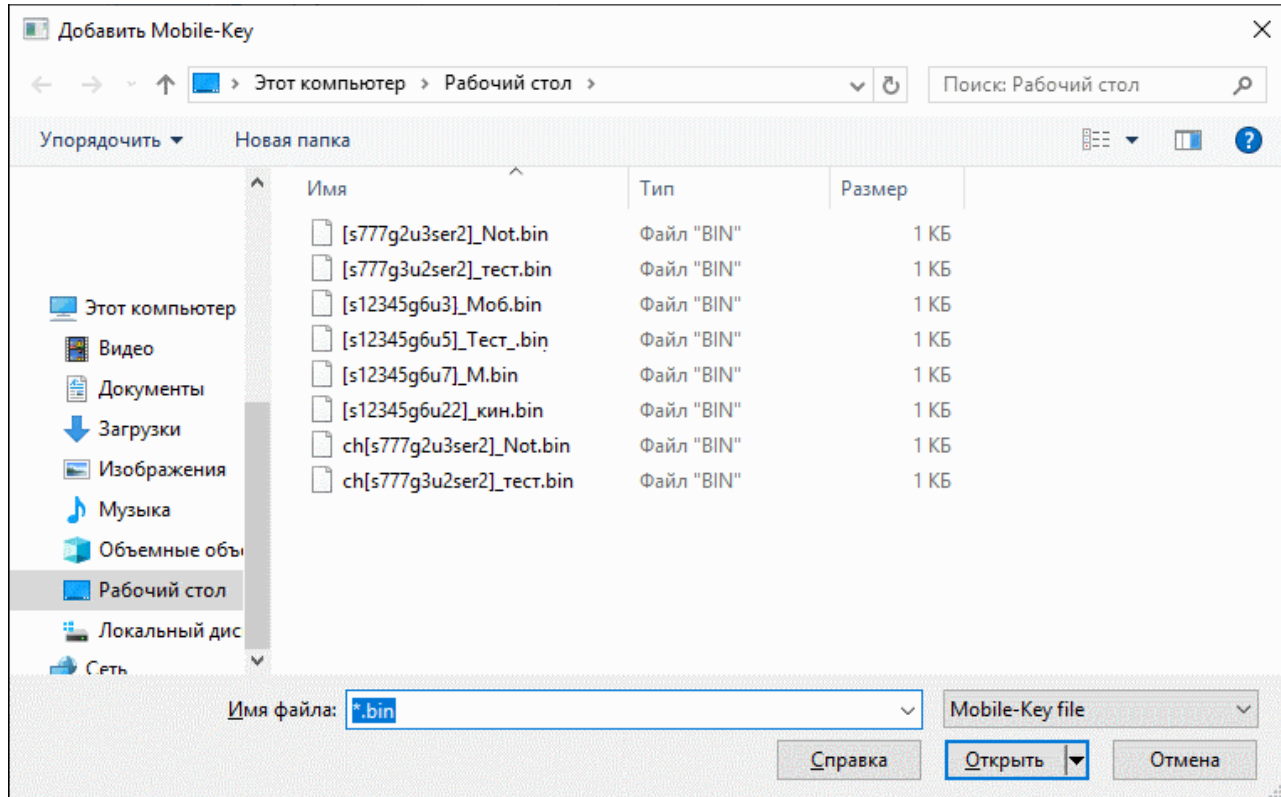 Добавить Mobile-Key
Этот компьютер > Рабочий стол >
Поиск: Рабочий стол
Упорядочить
Новая папка
Имя Тип Размер
[s777g2u3ser2]_Not.bin Файл "BIN" 1 КБ
[s777g3u2ser2]_тест.bin Файл "BIN" 1 КБ
[s12345g6u3]_Моб.bin Файл "BIN" 1 КБ
[s12345g6u5]_Тест_.bin Файл "BIN" 1 КБ
[s12345g6u7]_M.bin Файл "BIN" 1 КБ
[s12345g6u22]_кин.bin Файл "BIN" 1 КБ
ch[s777g2u3ser2]_Not.bin Файл "BIN" 1 КБ
ch[s777g3u2ser2]_тест.bin Файл "BIN" 1 КБ
Этот компьютер
Видео
Документы
Загрузки
Изображения
Музыка
Объемные объ
Рабочий стол
Локальный дис
Сеть
Имя файла: *.bin
Mobile-Key file
Справка
Открыть
Отмена